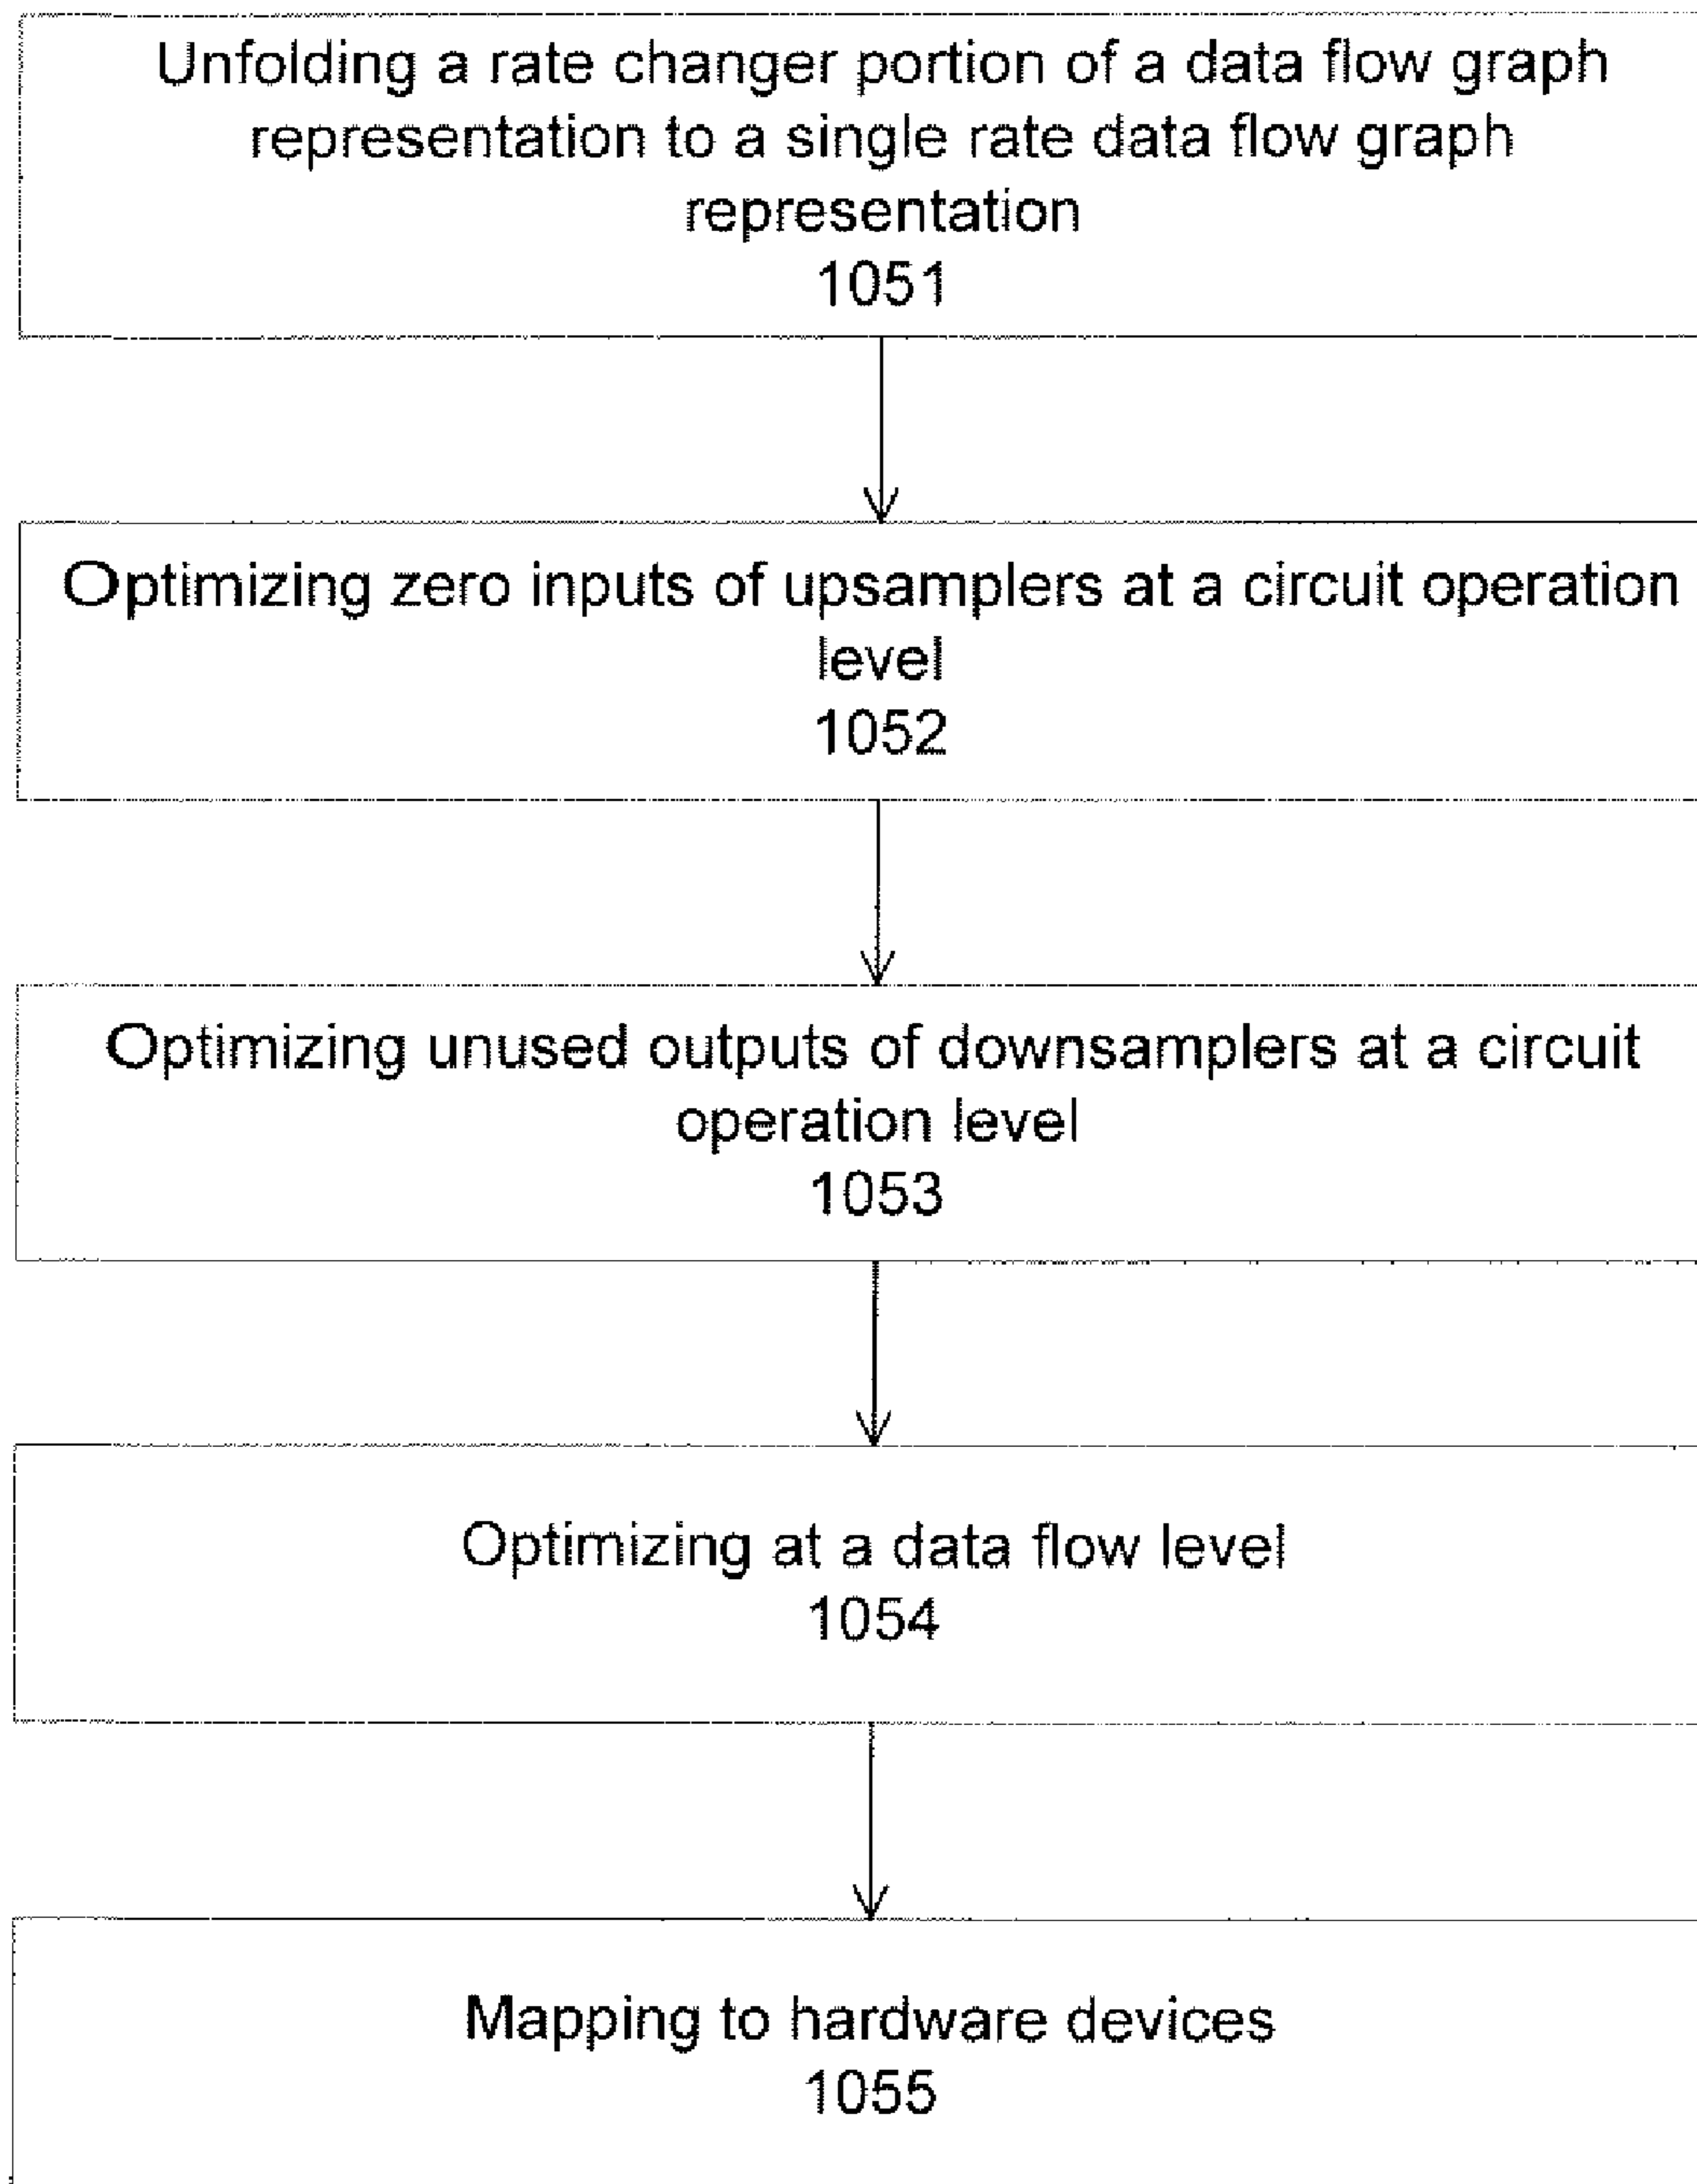 Unfolding a rate changer portion of a data flow graph
representation to a single rate data flow graph
representation
1051
Optimizing zero inputs of upsamplers at a circuit operation
level
1052
Optimizing unused outputs of downsamplers at a circuit
operation level
1053
Optimizing at a data flow level
1054
Mapping to hardware devices
1055